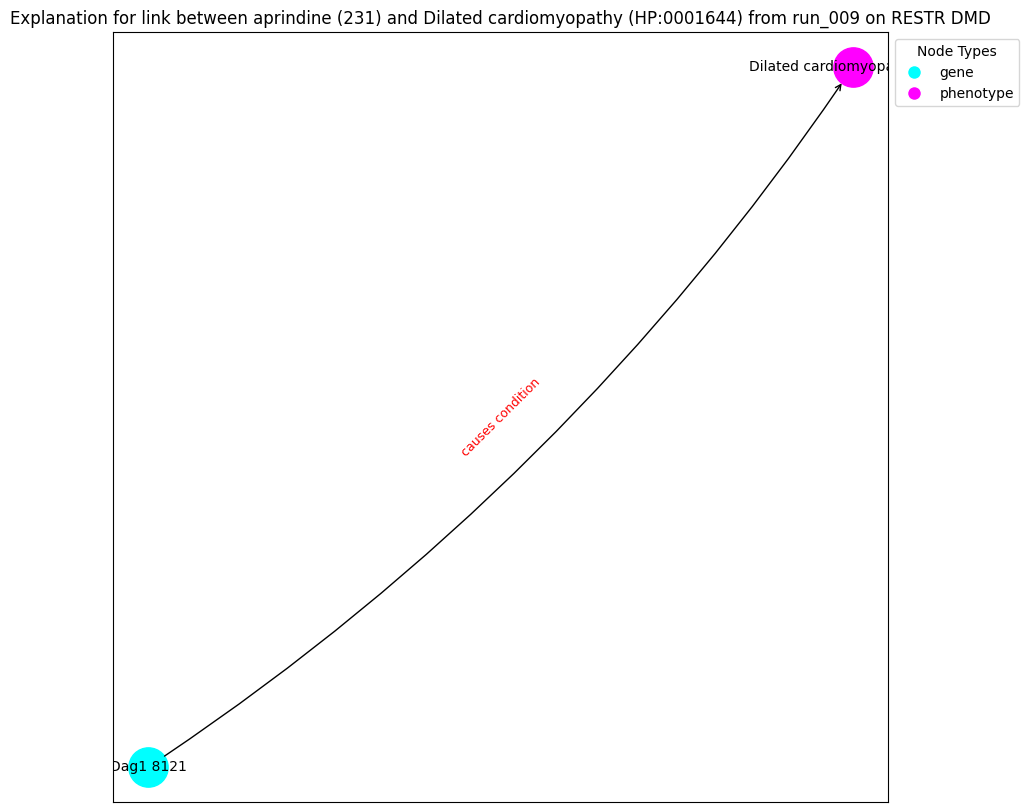 Explanation for link between aprindine (231) and Dilated cardiomyopathy (HP:0001644) from run_009 on RESTR DMD
Node Types
gene
phenotype
Dilated cardiomyopa
causes condition
Dag1 8121